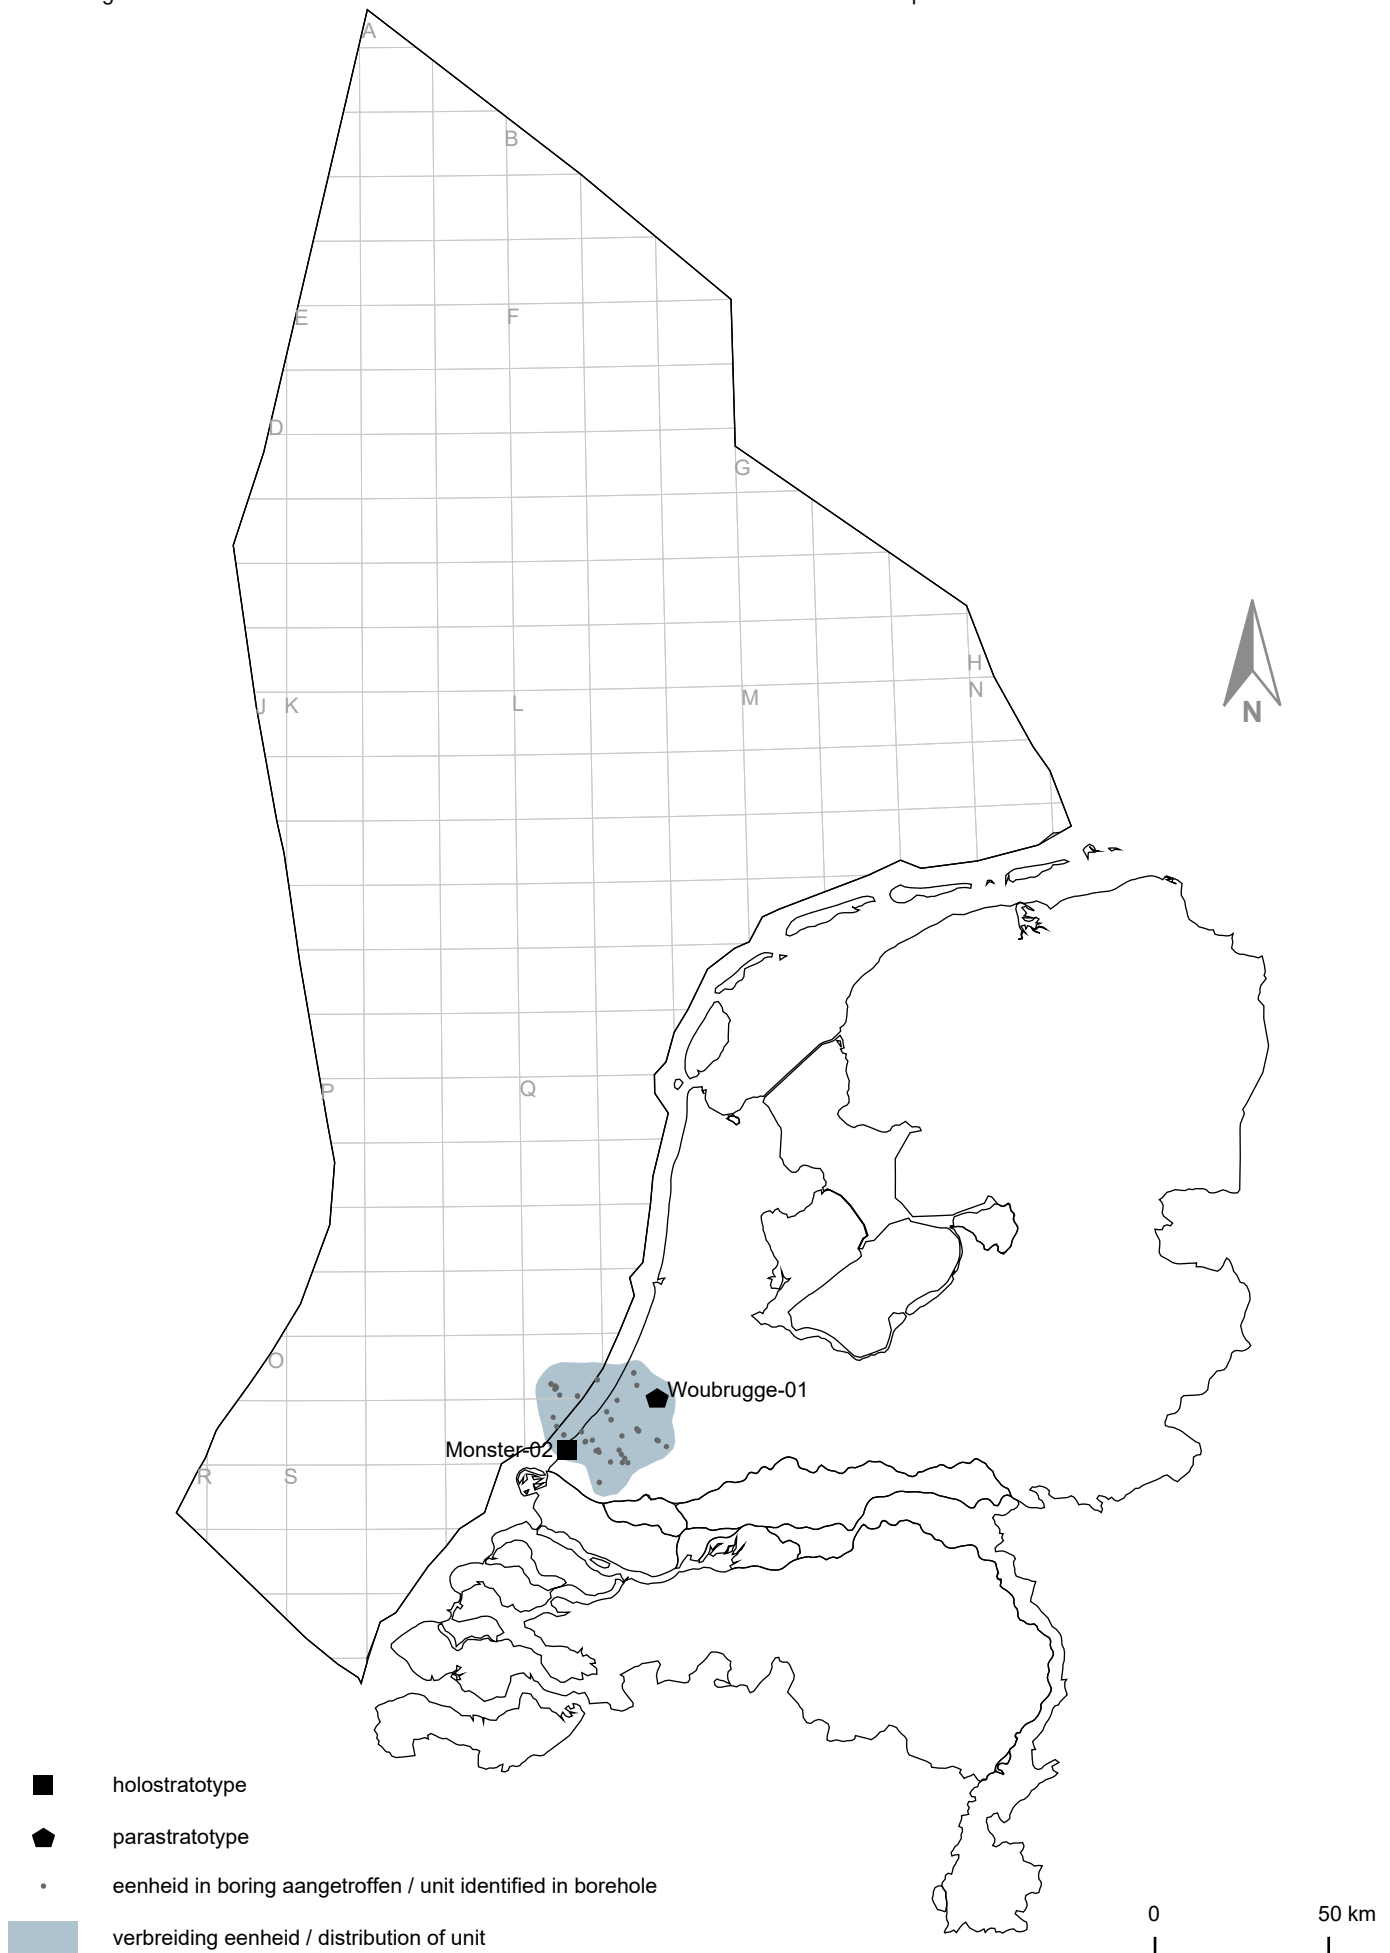 A
B
E
F
D
G
H
N
J K
L
M
N
P
Q
O
Woubrugge-01
Monster-02
R
S
holostratotype
parastratotype
eenheid in boring aangetroffen / unit identified in borehole
verbreiding eenheid / distribution of unit
0 50 km